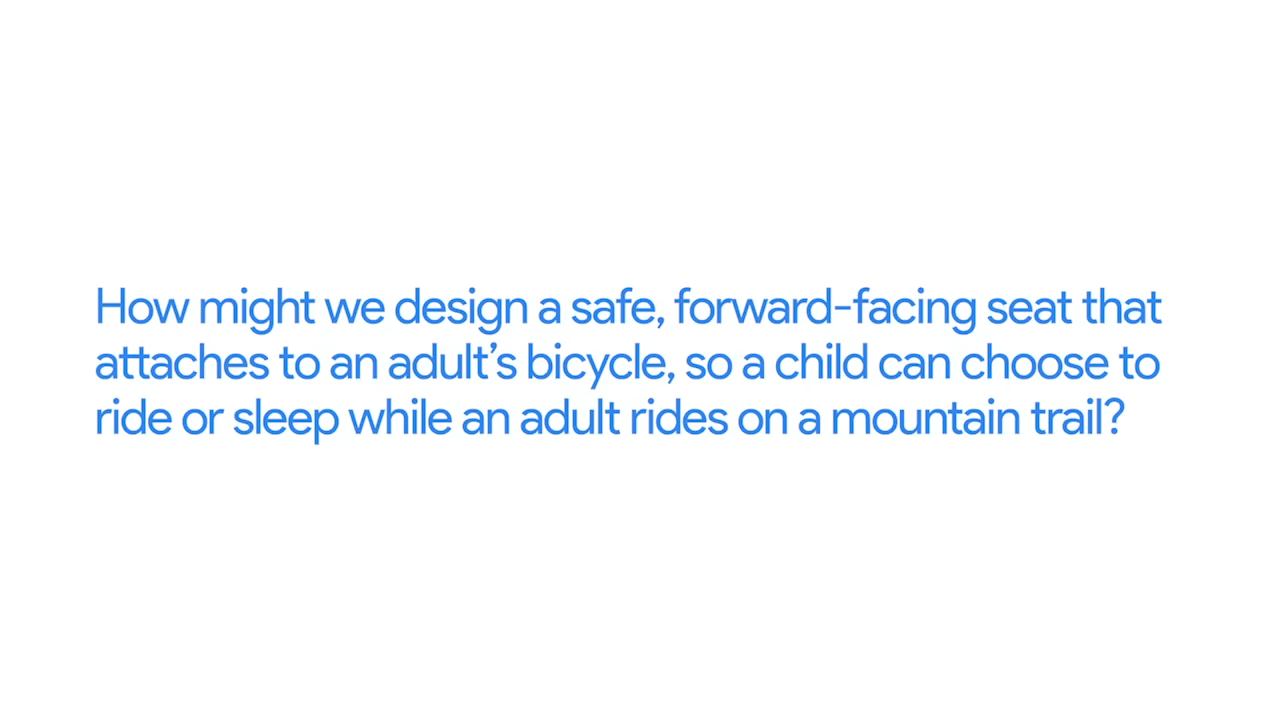 How might we design a safe, forward-facing seat that
attaches to an adult’s bicycle, so a child can choose to
ride or sleep while an adult rides on a mountain trail?